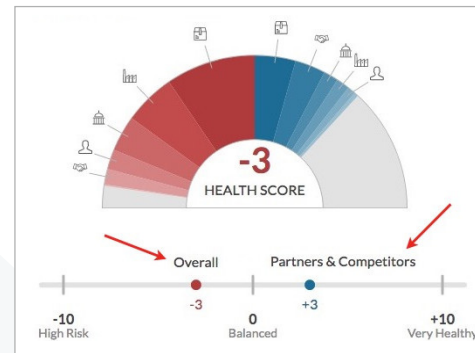 -3
HEALTH SCORE
Overall Partners & Competitors
-3 +3
-10 0 +10
High Risk Balanced Very Healthy